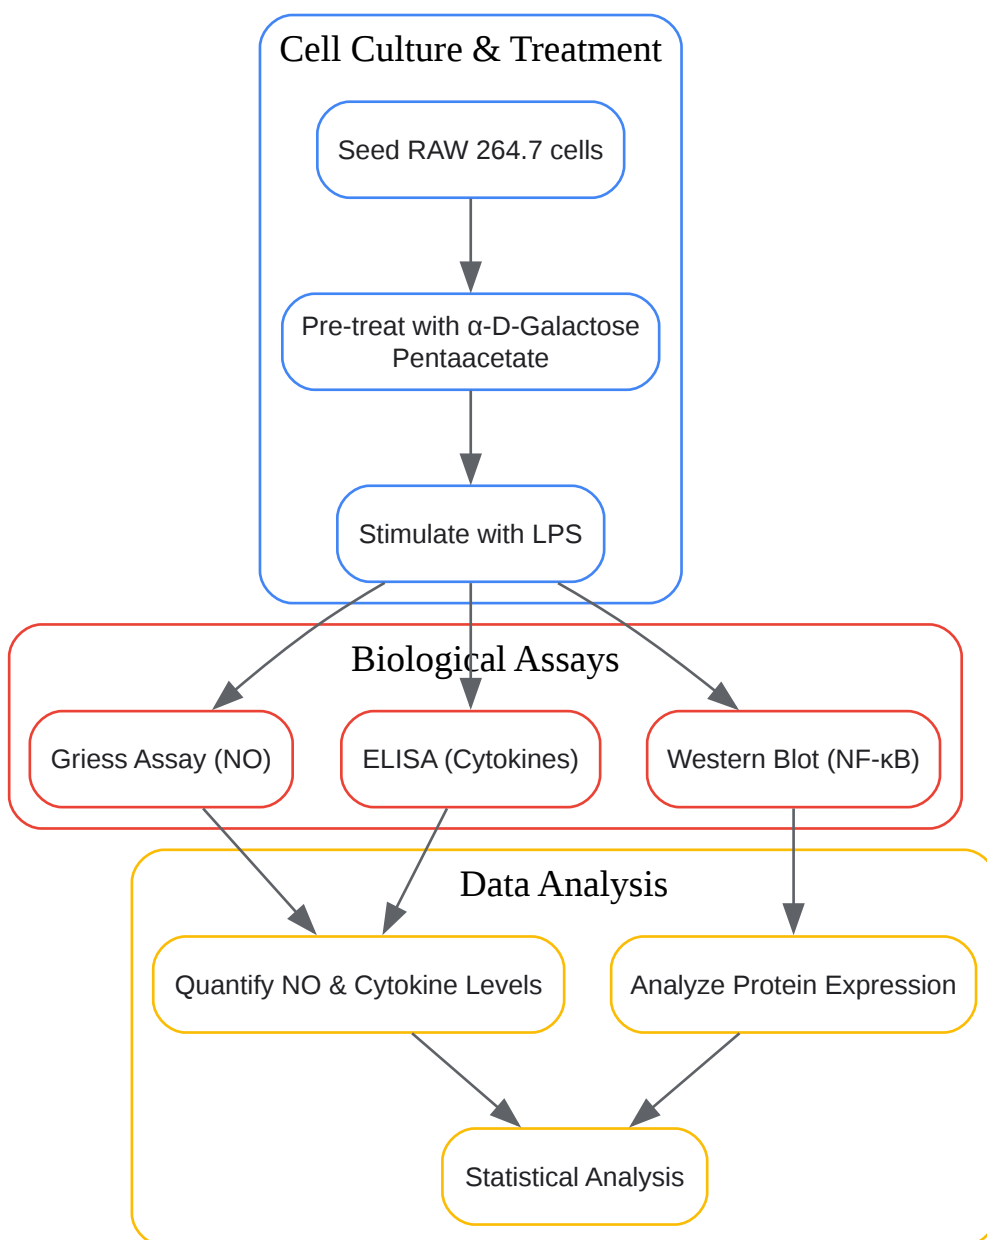 Cell Culture & Treatment
Seed RAW 264.7 cells
Pre-treat with α-D-Galactose
Pentaacetate
Stimulate with LPS
Biological Assays
Griess Assay (NO)
ELISA (Cytokines)
Western Blot (NF-κB)
Data Analysis
Quantify NO & Cytokine Levels
Analyze Protein Expression
Statistical Analysis